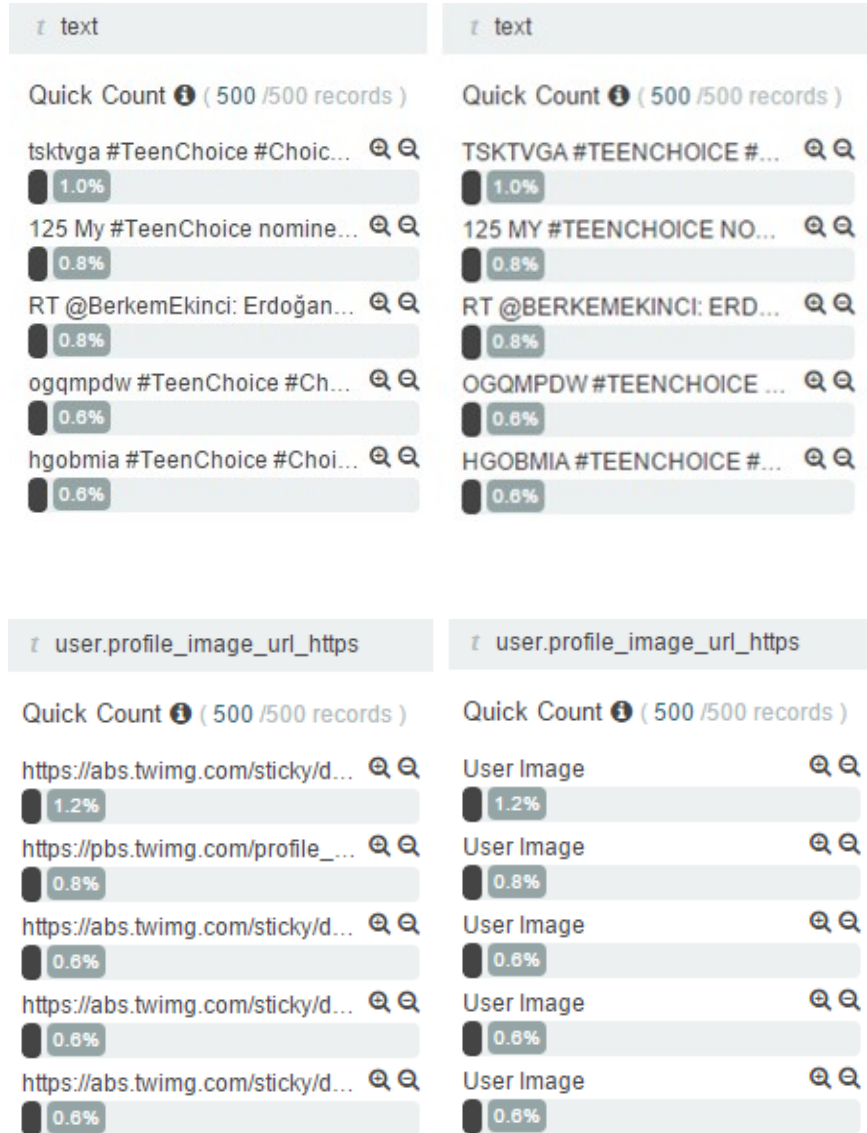 t text
Quick Count ( 500 /500 records )
tsktvga #TeenChoice #Choic...
1.0%
125 My #TeenChoice nomine...
0.8%
RT @BerkemEkinci: Erdoğan...
0.8%
ogqmpdw #TeenChoice #Ch...
0.6%
hgobmia #TeenChoice #Choi...
0.6%
t text
Quick Count ( 500 /500 records )
TSKTVGA #TEENCHOICE #...
1.0%
125 MY #TEENCHOICE NO...
0.8%
RT @BERKEMEKINCI: ERD...
0.8%
OGQMPDW #TEENCHOICE ...
0.6%
HGOBMIA #TEENCHOICE #...
0.6%
t user.profile_image_url_https
Quick Count ( 500 /500 records )
https://abs.twimg.com/sticky/d...
1.2%
https://pbs.twimg.com/profile_...
0.8%
https://abs.twimg.com/sticky/d...
0.6%
https://abs.twimg.com/sticky/d...
0.6%
https://abs.twimg.com/sticky/d...
0.6%
t user.profile_image_url_https
Quick Count ( 500 /500 records )
User Image
1.2%
User Image
0.8%
User Image
0.6%
User Image
0.6%
User Image
0.6%